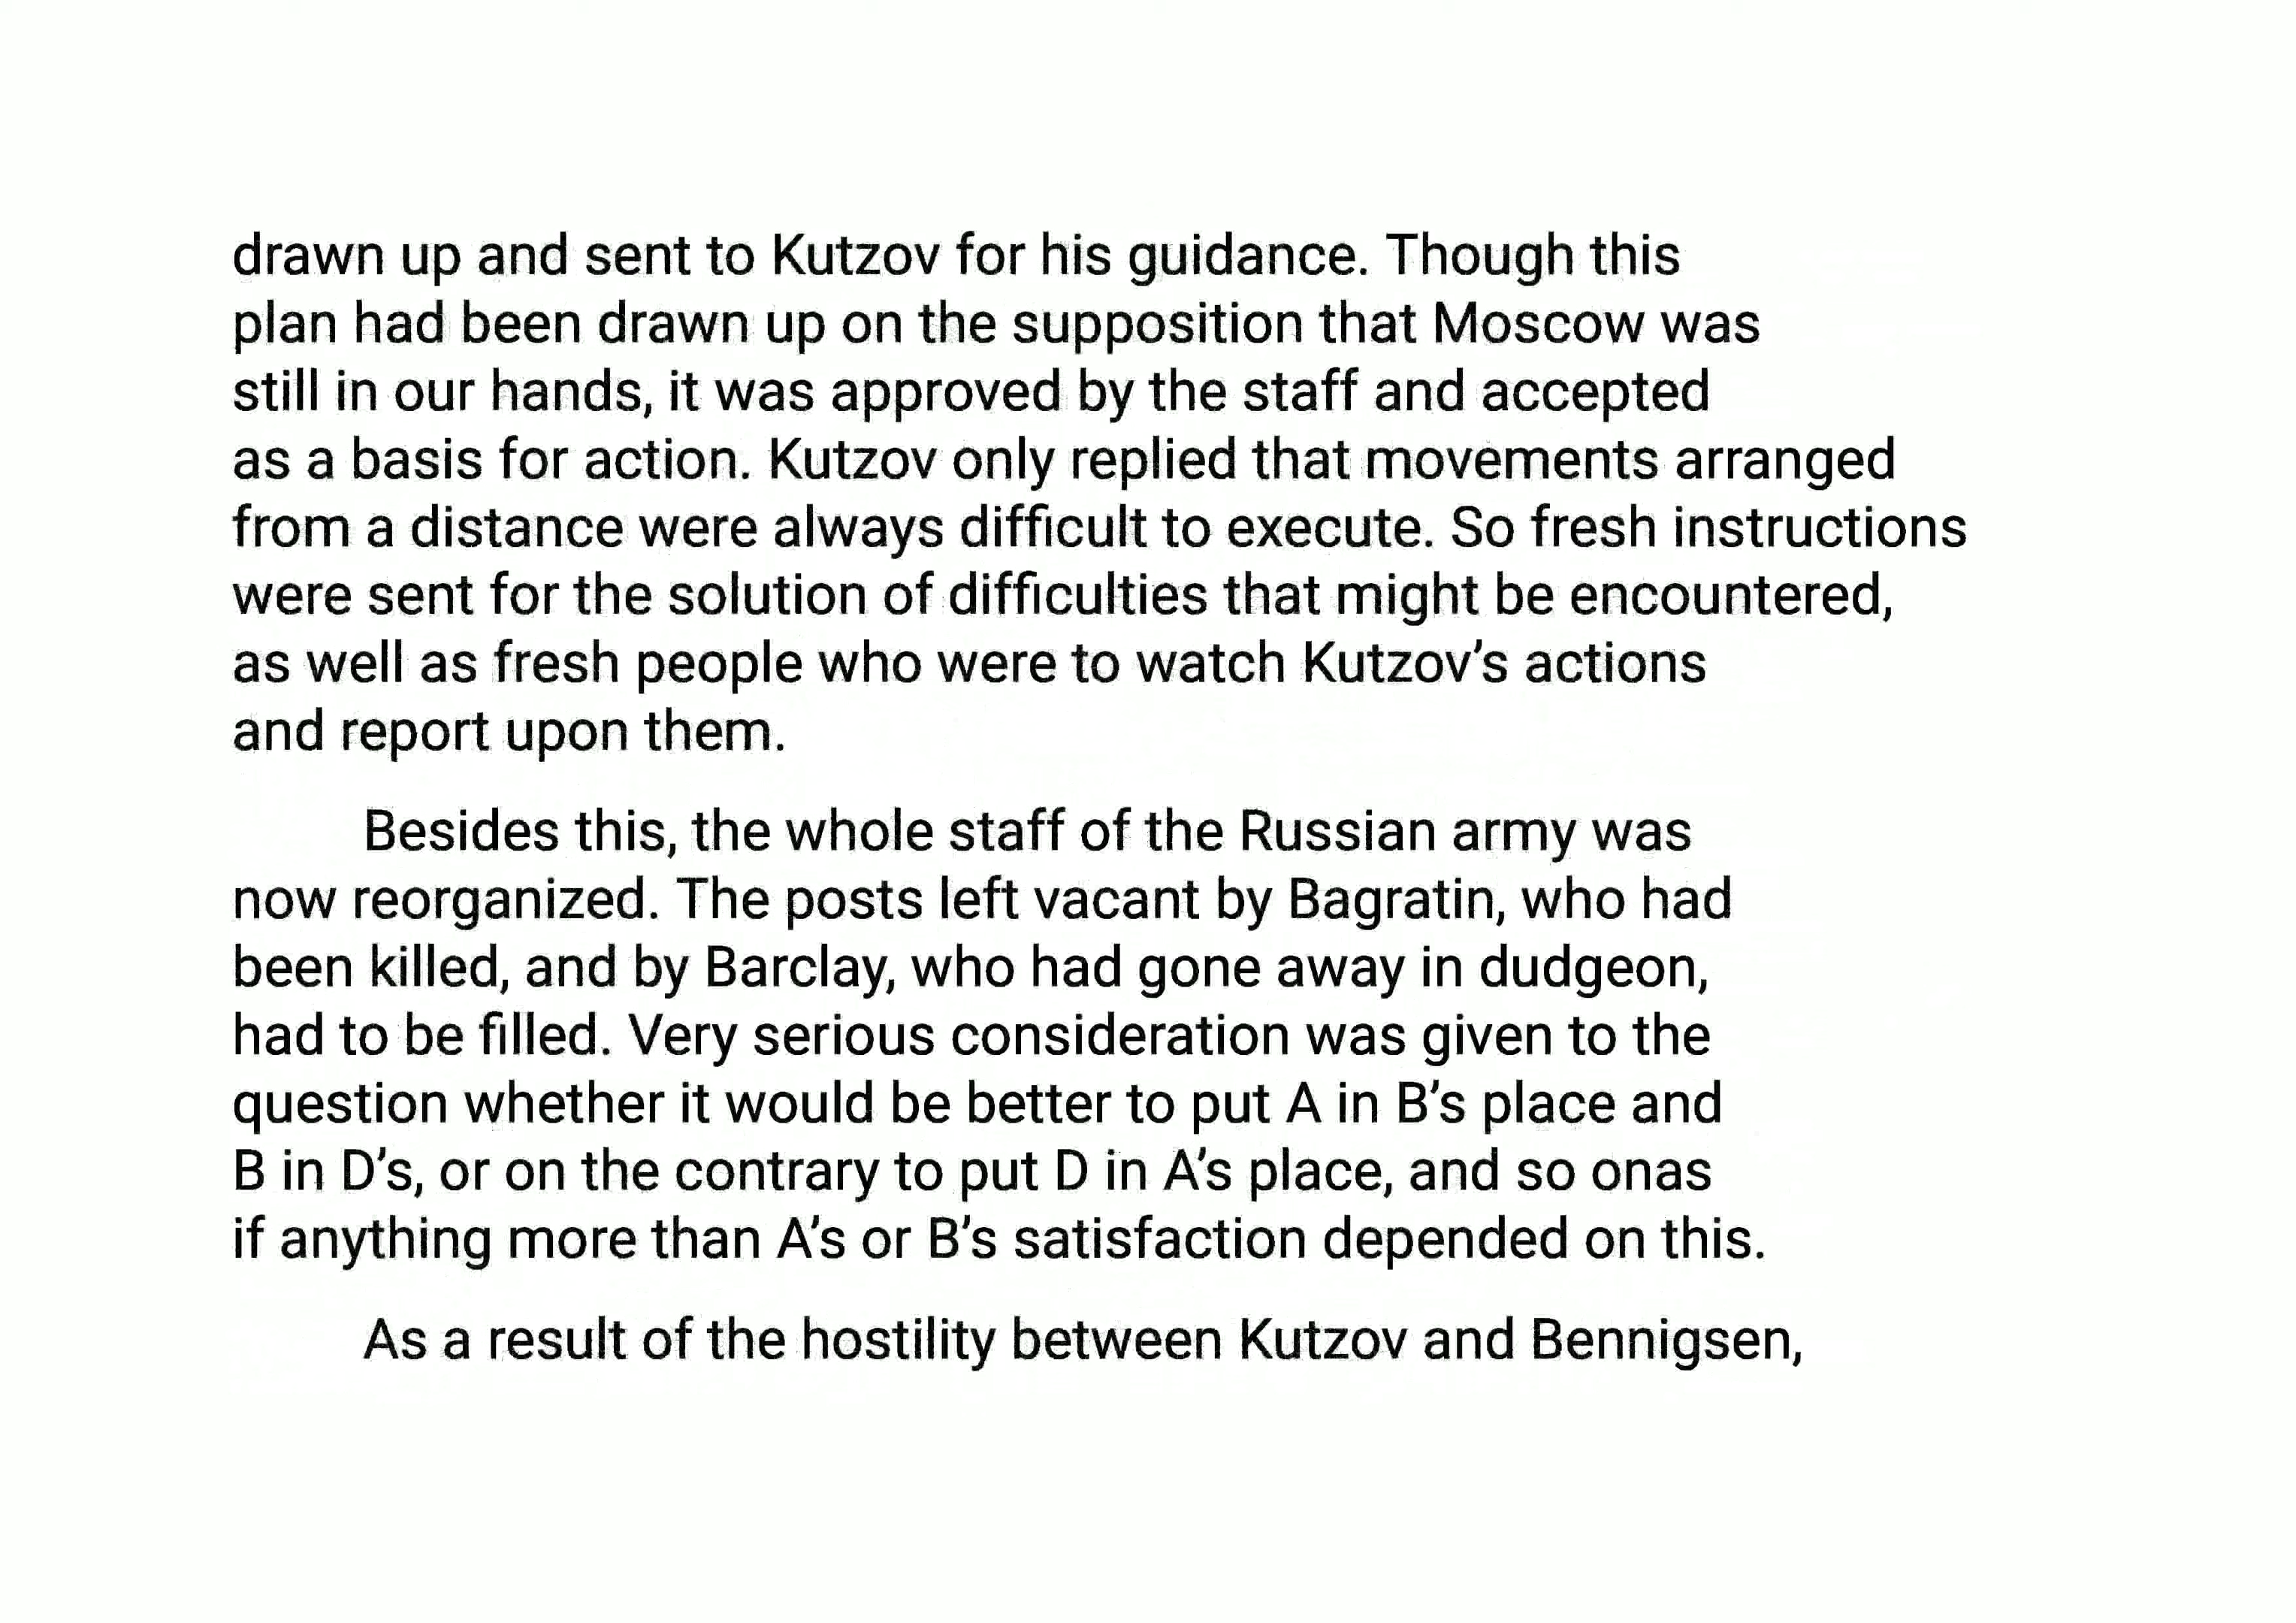 drawn up and sent to Kutzov for his guidance. Though this
plan had been drawn up on the supposition that Moscow was
still in our hands, it was approved by the staff and accepted
as a basis for action. Kutzov only replied that movements arranged
from a distance were always difficult to execute. So fresh instructions
were sent for the solution of difficulties that might be encountered,
as well as fresh people who were to watch Kutzov’s actions
and report upon them.
Besides this, the whole staff of the Russian army was
now reorganized. The posts left vacant by Bagratin, who had
been killed, and by Barclay, who had gone away in dudgeon,
had to be filled. Very serious consideration was given to the
question whether it would be better to put A in B’s place and
B in D’s, or on the contrary to put D in A’s place, and so onas
if anything more than A’s or B’s satisfaction depended on this.
As a result of the hostility between Kutzov and Bennigsen,